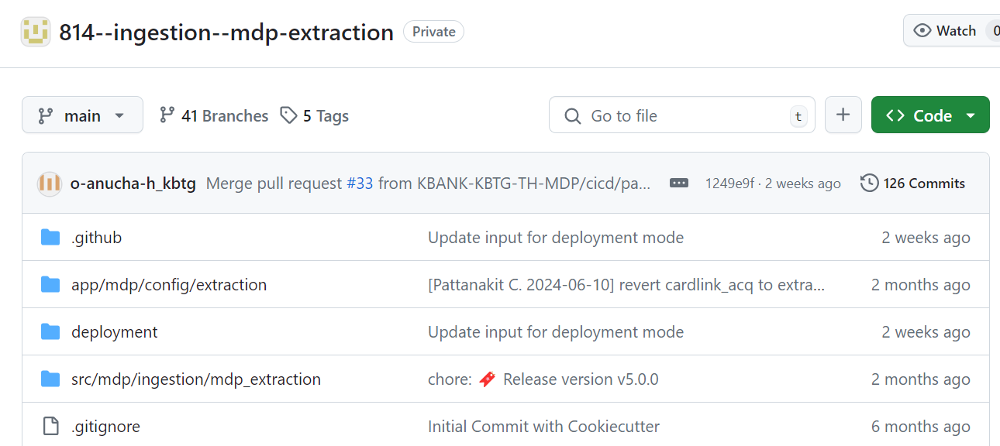 814--ingestion--mdp-extraction Private Watch 0
main 41 Branches 5 Tags Go to file t Code
o-anucha-h_kbtg Merge pull request #33 from KBANK-KBTG-TH-MDP/cicd/pa... 1249e9f · 2 weeks ago 126 Commits
.github Update input for deployment mode 2 weeks ago
app/mdp/config/extraction [Pattanakit C. 2024-06-10] revert cardlink_acq to extra... 2 months ago
deployment Update input for deployment mode 2 weeks ago
src/mdp/ingestion/mdp_extraction chore: Release version v5.0.0 2 months ago
.gitignore Initial Commit with Cookiecutter 6 months ago